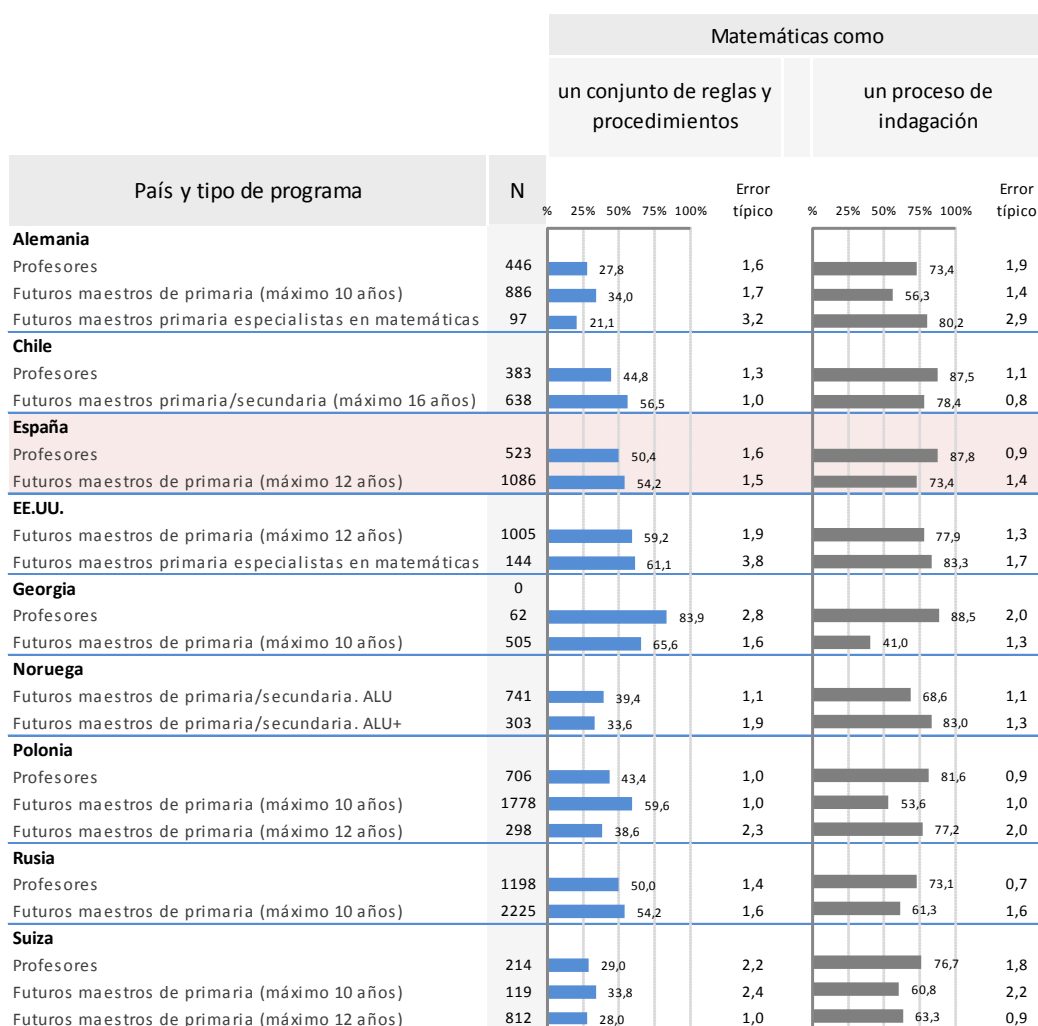 Matemáticas como
un conjunto de reglas y procedimientos
un proceso de indagación
País y tipo de programa N % 25% 50% 75% 100% Error típico % 25% 50% 75% 100% Error típico
Alemania
Profesores 446 27,8 1,6 73,4 1,9
Futuros maestros de primaria (máximo 10 años) 886 34,0 1,7 56,3 1,4
Futuros maestros primaria especialistas en matemáticas 97 21,1 3,2 80,2 2,9
Chile
Profesores 383 44,8 1,3 87,5 1,1
Futuros maestros primaria/secundaria (máximo 16 años) 638 56,5 1,0 78,4 0,8
España
Profesores 523 50,4 1,6 87,8 0,9
Futuros maestros de primaria (máximo 12 años) 1086 54,2 1,5 73,4 1,4
EE.UU.
Futuros maestros de primaria (máximo 12 años) 1005 59,2 1,9 77,9 1,3
Futuros maestros primaria especialistas en matemáticas 144 61,1 3,8 83,3 1,7
Georgia 0
Profesores 62 83,9 2,8 88,5 2,0
Futuros maestros de primaria (máximo 10 años) 505 65,6 1,6 41,0 1,3
Noruega
Futuros maestros de primaria/secundaria. ALU 741 39,4 1,1 68,6 1,1
Futuros maestros de primaria/secundaria. ALU+ 303 33,6 1,9 83,0 1,3
Polonia
Profesores 706 43,4 1,0 81,6 0,9
Futuros maestros de primaria (máximo 10 años) 1778 59,6 1,0 53,6 1,0
Futuros maestros de primaria (máximo 12 años) 298 38,6 2,3 77,2 2,0
Rusia
Profesores 1198 50,0 1,4 73,1 0,7
Futuros maestros de primaria (máximo 10 años) 2225 54,2 1,6 61,3 1,6
Suiza
Profesores 214 29,0 2,2 76,7 1,8
Futuros maestros de primaria (máximo 10 años) 119 33,8 2,4 60,8 2,2
Futuros maestros de primaria (máximo 12 años) 812 28,0 1,0 63,3 0,9